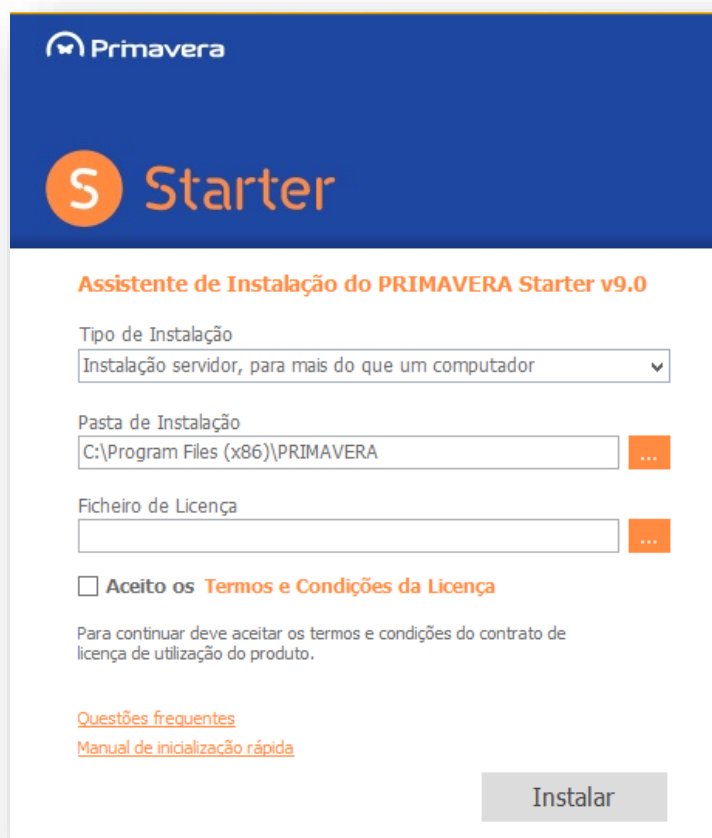 Primavera
S Starter
Assistente de Instalação do PRIMAVERA Starter v9.0
Tipo de Instalação
Instalação servidor, para mais do que um computador
Pasta de Instalação
C:\Program Files (x86)\PRIMAVERA
...
Ficheiro de Licença
...
Aceito os Termos e Condições da Licença
Para continuar deve aceitar os termos e condições do contrato de
licença de utilização do produto.
Questões frequentes
Manual de inicialização rápida
Instalar